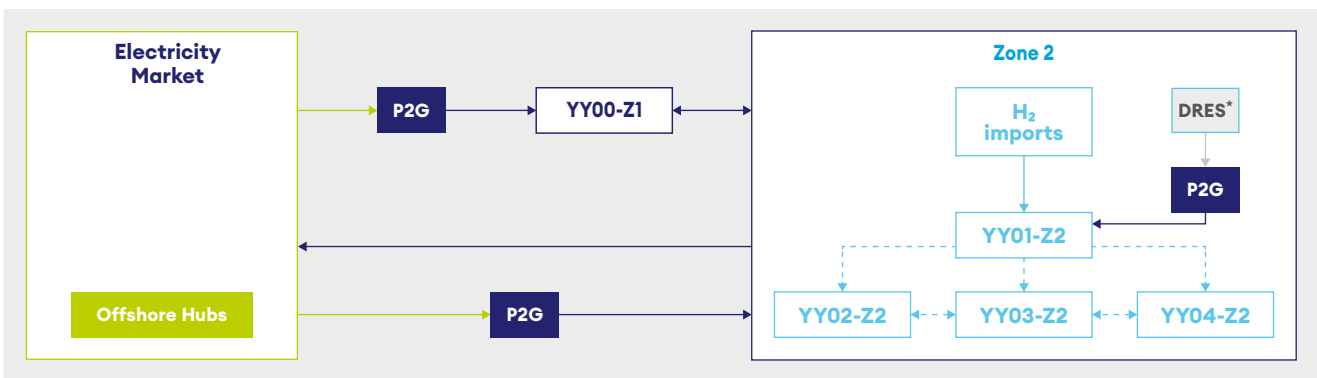 Electricity
Market
Zone 2
P2G
YY00-Z1
H₂
imports
DRES*
P2G
YY01-Z2
Offshore Hubs
P2G
YY02-Z2
YY03-Z2
YY04-Z2